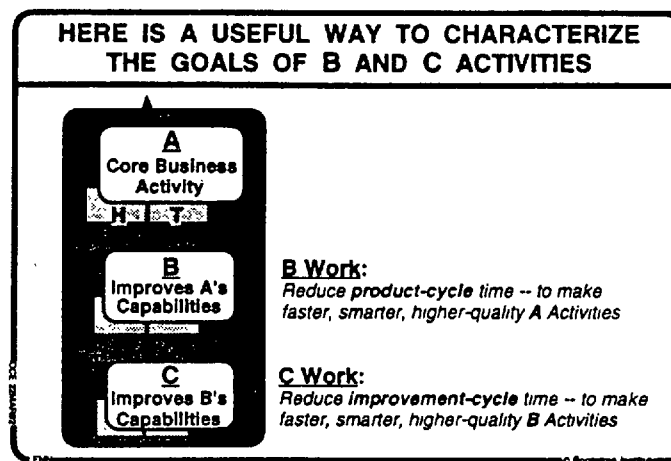 HERE IS A USEFUL WAY TO CHARACTERIZE
THE GOALS OF B AND C ACTIVITIES
A
Core Business
Activity
H T
B
Improves A's
Capabilities
B Work:
Reduce product-cycle time -- to make
faster, smarter, higher-quality A Activities
C
Improves B's
Capabilities
C Work:
Reduce improvement-cycle time -- to make
faster, smarter, higher-quality B Activities